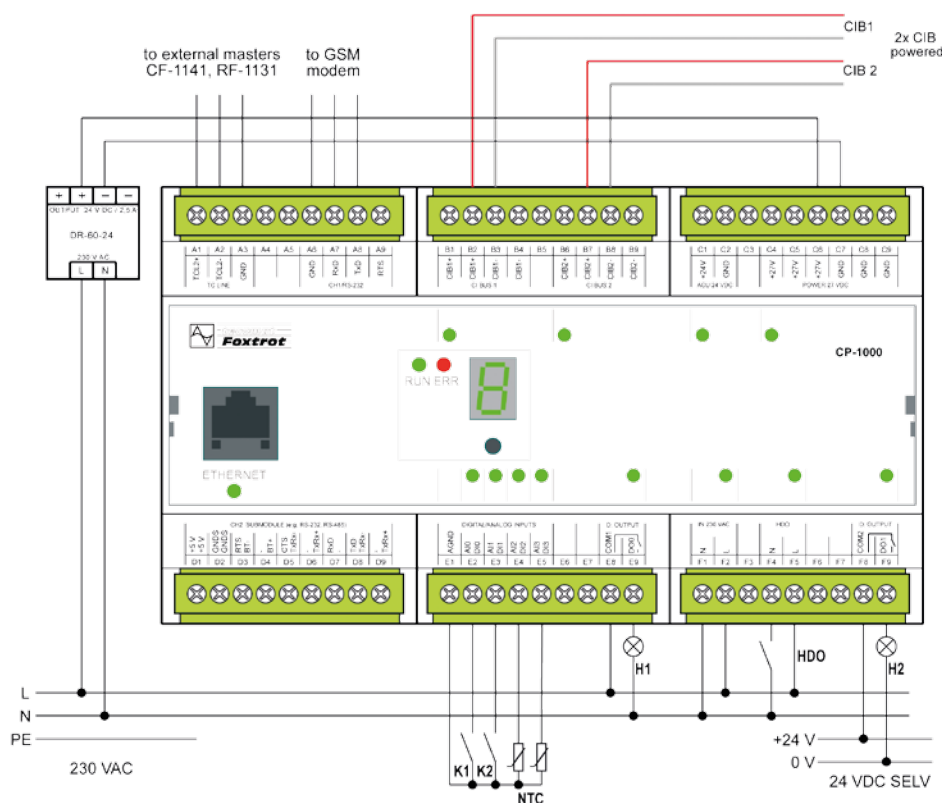 CIB1
2x CIB
powered
CIB 2
to external masters
CF-1141, RF-1131
to GSM
modem
+ + − −
OUTPUT 24 V DC / 2,5 A
DR-60-24
230 V AC
L N
A1 A2 A3 A4 A5 A6 A7 A8 A9
TCL2+ TCL2- GND GND RxD TxD RTS
TC LINE CH1/RS-232
B1 B2 B3 B4 B5 B6 B7 B8 B9
CIB1+ CIB1+ CIB1- CIB1- CIB2+ CIB2+ CIB2- CIB2-
CI BUS 1 CI BUS 2
C1 C2 C3 C4 C5 C6 C7 C8 C9
+24V GND +27V +27V +27V GND GND GND
POWER 27 VDC
Foxtrot
CP-1000
RUN ERR
8
ETHERNET
CH2 SUBMODULE (e.g. RS-232, RS-485)
+5 V GNDS RTS - CTS - RxD TxD -
+5 V GNDS BT- BT+ TxRx- TxRx+ - TxRx- TxRx+
D1 D2 D3 D4 D5 D6 D7 D8 D9
DIGITAL/ANALOG INPUTS D. OUTPUT
AGND AI0 AI1 AI2 AI3 COM1 DO0
DI0 DI1 DI2 DI3
E1 E2 E3 E4 E5 E6 E7 E8 E9
IN 230 VAC HDO D. OUTPUT
N L N L COM2 DO1
F1 F2 F3 F4 F5 F6 F7 F8 F9
H1
HDO
H2
L
N
PE
230 VAC
K1 K2
NTC
+24 V
0 V
24 VDC SELV